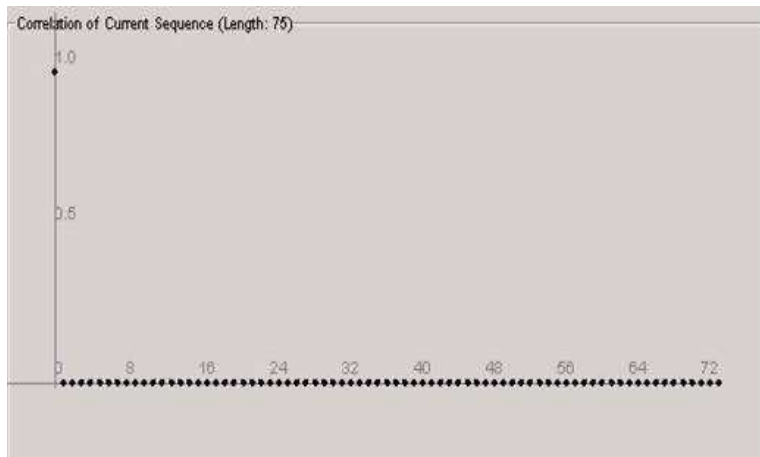 Correlation of Current Sequence (Length: 75)
1.0
0.5
0 8 16 24 32 40 48 56 64 72